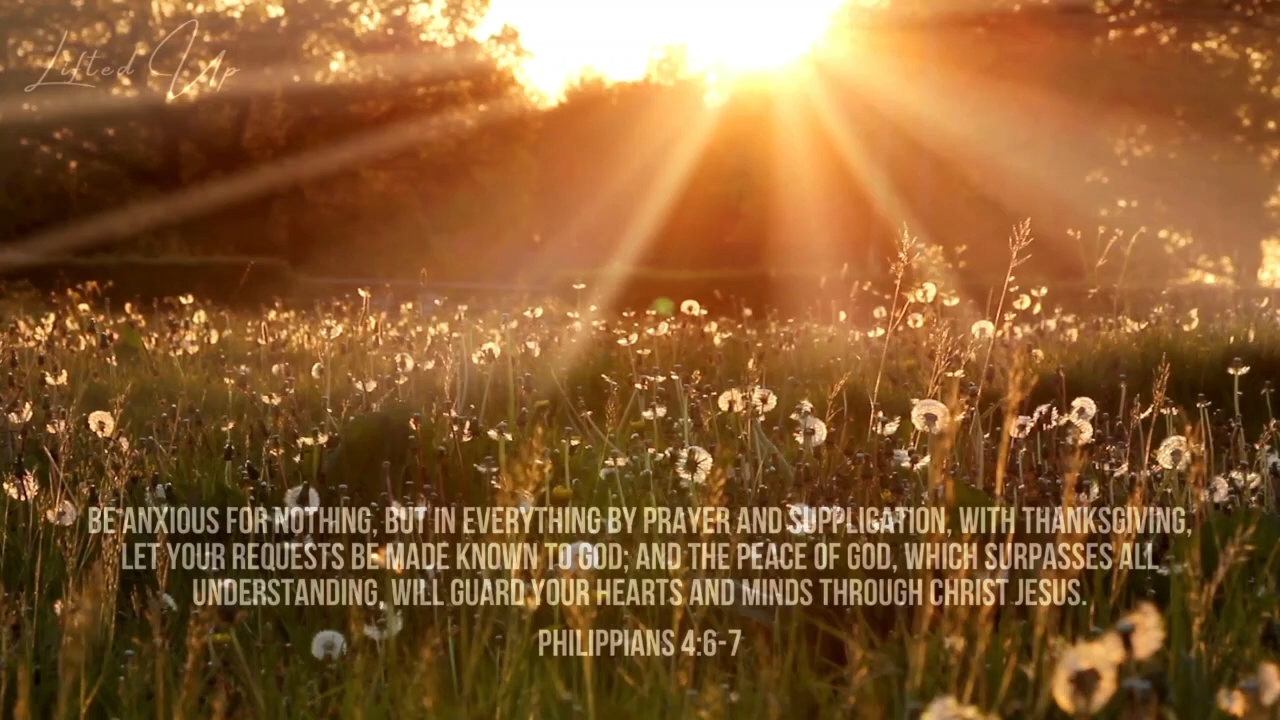 Lifted Up
BE ANXIOUS FOR NOTHING, BUT IN EVERYTHING BY PRAYER AND SUPPLICATION, WITH THANKSGIVING,
LET YOUR REQUESTS BE MADE KNOWN TO GOD; AND THE PEACE OF GOD, WHICH SURPASSES ALL
UNDERSTANDING, WILL GUARD YOUR HEARTS AND MINDS THROUGH CHRIST JESUS.
PHILIPPIANS 4:6-7